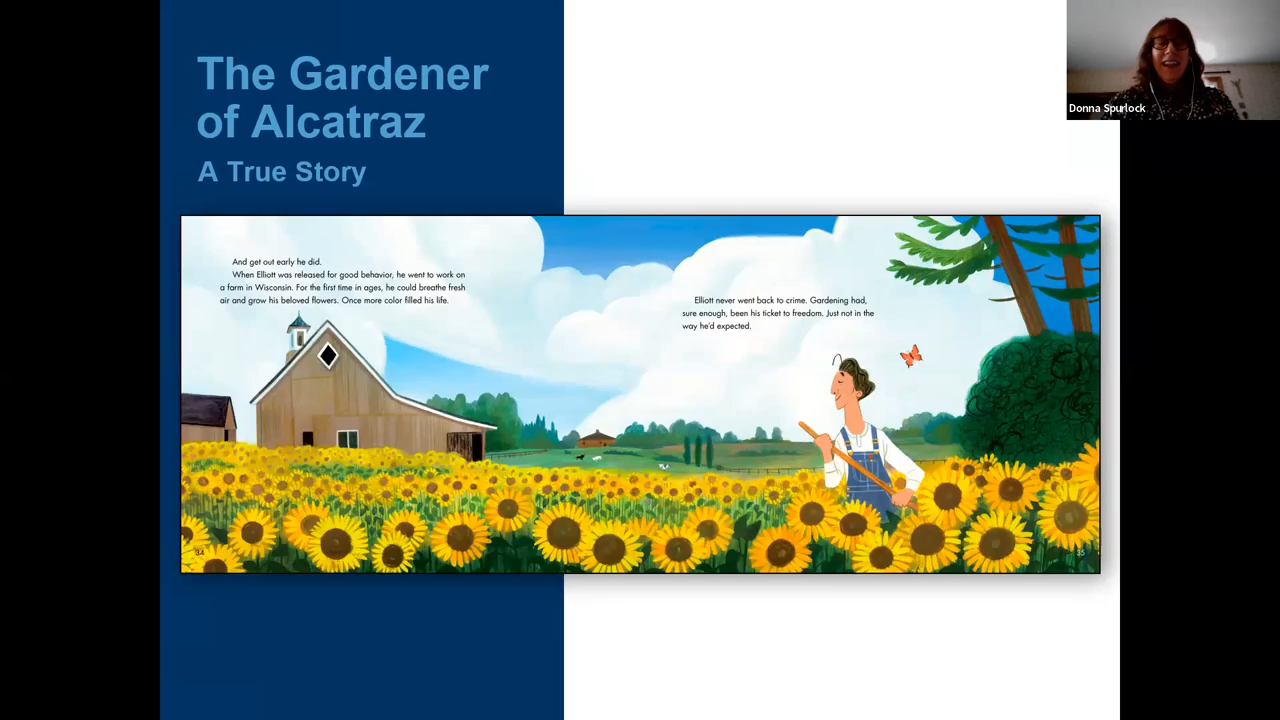 The Gardener
of Alcatraz
A True Story
Donna Spurlock
And get out early he did.
When Elliott was released for good behavior, he went to work on
a farm in Wisconsin. For the first time in ages, he could breathe fresh
air and grow his beloved flowers. Once more color filled his life.
Elliott never went back to crime. Gardening had,
sure enough, been his ticket to freedom. Just not in the
way he'd expected.
34
35